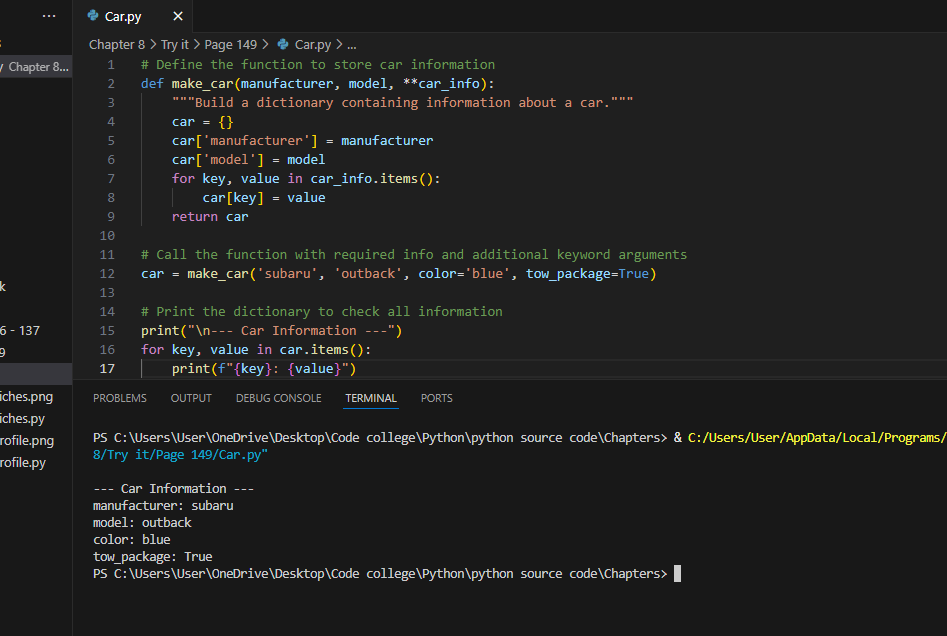 ...
Car.py
Chapter 8 > Try it > Page 149 > Car.py > ...
Chapter 8...
6 - 137
9
iches.png
iches.py
rofile.png
rofile.py
1 # Define the function to store car information
2 def make_car(manufacturer, model, **car_info):
3     """Build a dictionary containing information about a car."""
4     car = {}
5     car['manufacturer'] = manufacturer
6     car['model'] = model
7     for key, value in car_info.items():
8         car[key] = value
9     return car
10
11 # Call the function with required info and additional keyword arguments
12 car = make_car('subaru', 'outback', color='blue', tow_package=True)
13
14 # Print the dictionary to check all information
15 print("\n--- Car Information ---")
16 for key, value in car.items():
17     print(f"{key}: {value}")
PROBLEMS OUTPUT DEBUG CONSOLE TERMINAL PORTS
PS C:\Users\User\OneDrive\Desktop\Code college\Python\python source code\Chapters> & C:/Users/User/AppData/Local/Programs/
8/Try it/Page 149/Car.py"
--- Car Information ---
manufacturer: subaru
model: outback
color: blue
tow_package: True
PS C:\Users\User\OneDrive\Desktop\Code college\Python\python source code\Chapters>